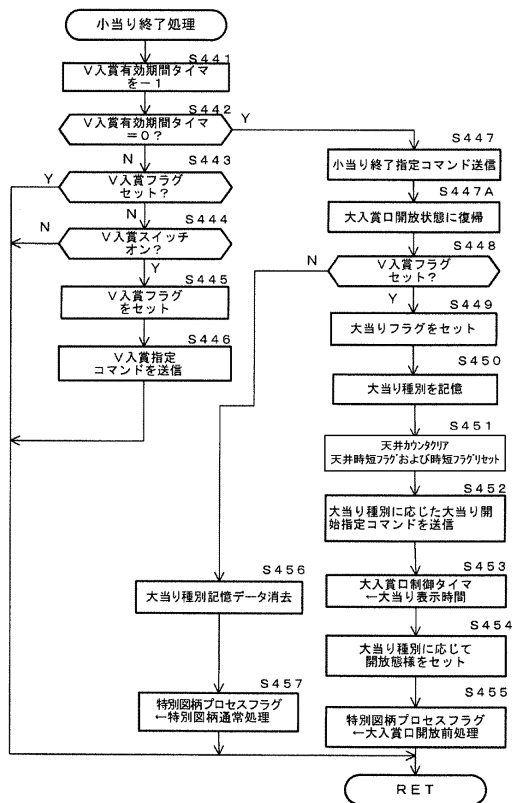 小当り終了処理
S441
V入賞有効期間タイマ
を－1
S442
V入賞有効期間タイマ
＝0？
Y
N
S443
V入賞フラグ
セット？
Y
N
S444
V入賞スイッチ
オン？
N
Y
S445
V入賞フラグ
をセット
S446
V入賞指定
コマンドを送信
S447
小当り終了指定コマンド送信
S447A
大入賞口開放状態に復帰
S448
V入賞フラグ
セット？
N
Y
S449
大当りフラグをセット
S450
大当り種別を記憶
S451
天井カウンタクリア
天井時短フラグおよび時短フラグリセット
S452
大当り種別に応じた大当り開
始指定コマンドを送信
S453
大入賞口制御タイマ
←大当り表示時間
S454
大当り種別に応じて
開放態様をセット
S455
特別図柄プロセスフラグ
←大入賞口開放前処理
S456
大当り種別記憶データ消去
S457
特別図柄プロセスフラグ
←特別図柄通常処理
RET